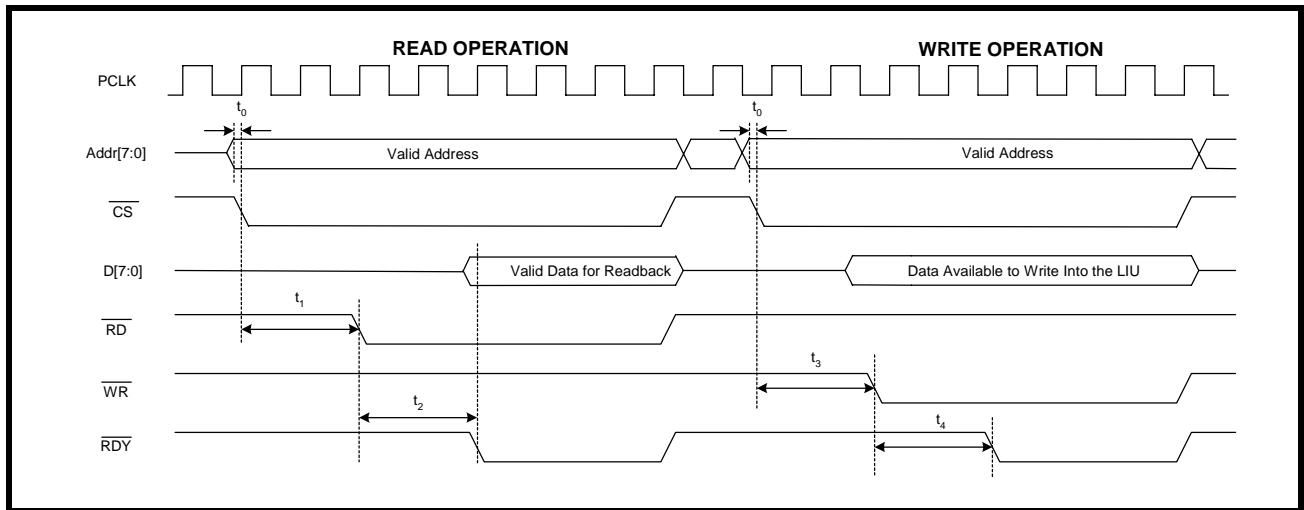 READ OPERATION WRITE OPERATION
PCLK
t0 t0
Addr[7:0] Valid Address Valid Address
CS
D[7:0] Valid Data for Readback Data Available to Write Into the LIU
t1
RD
t3
WR
t2 t4
RDY